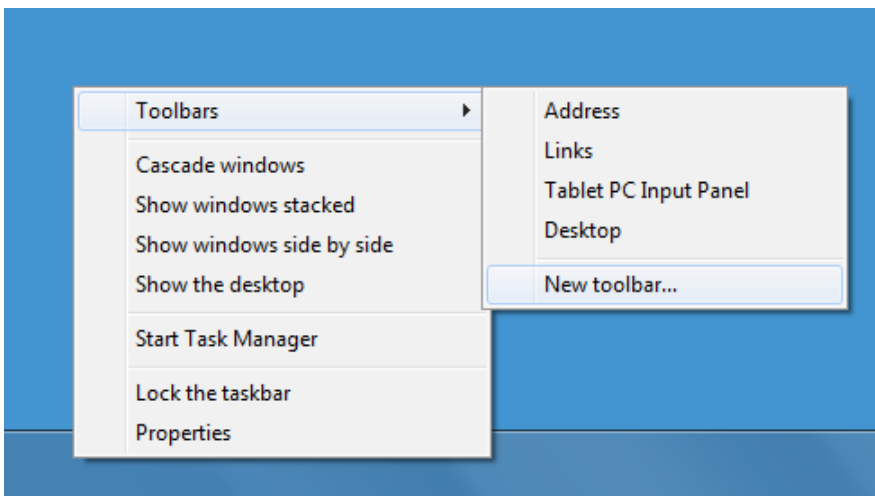 Toolbars
Cascade windows
Show windows stacked
Show windows side by side
Show the desktop
Start Task Manager
Lock the taskbar
Properties
Address
Links
Tablet PC Input Panel
Desktop
New toolbar...